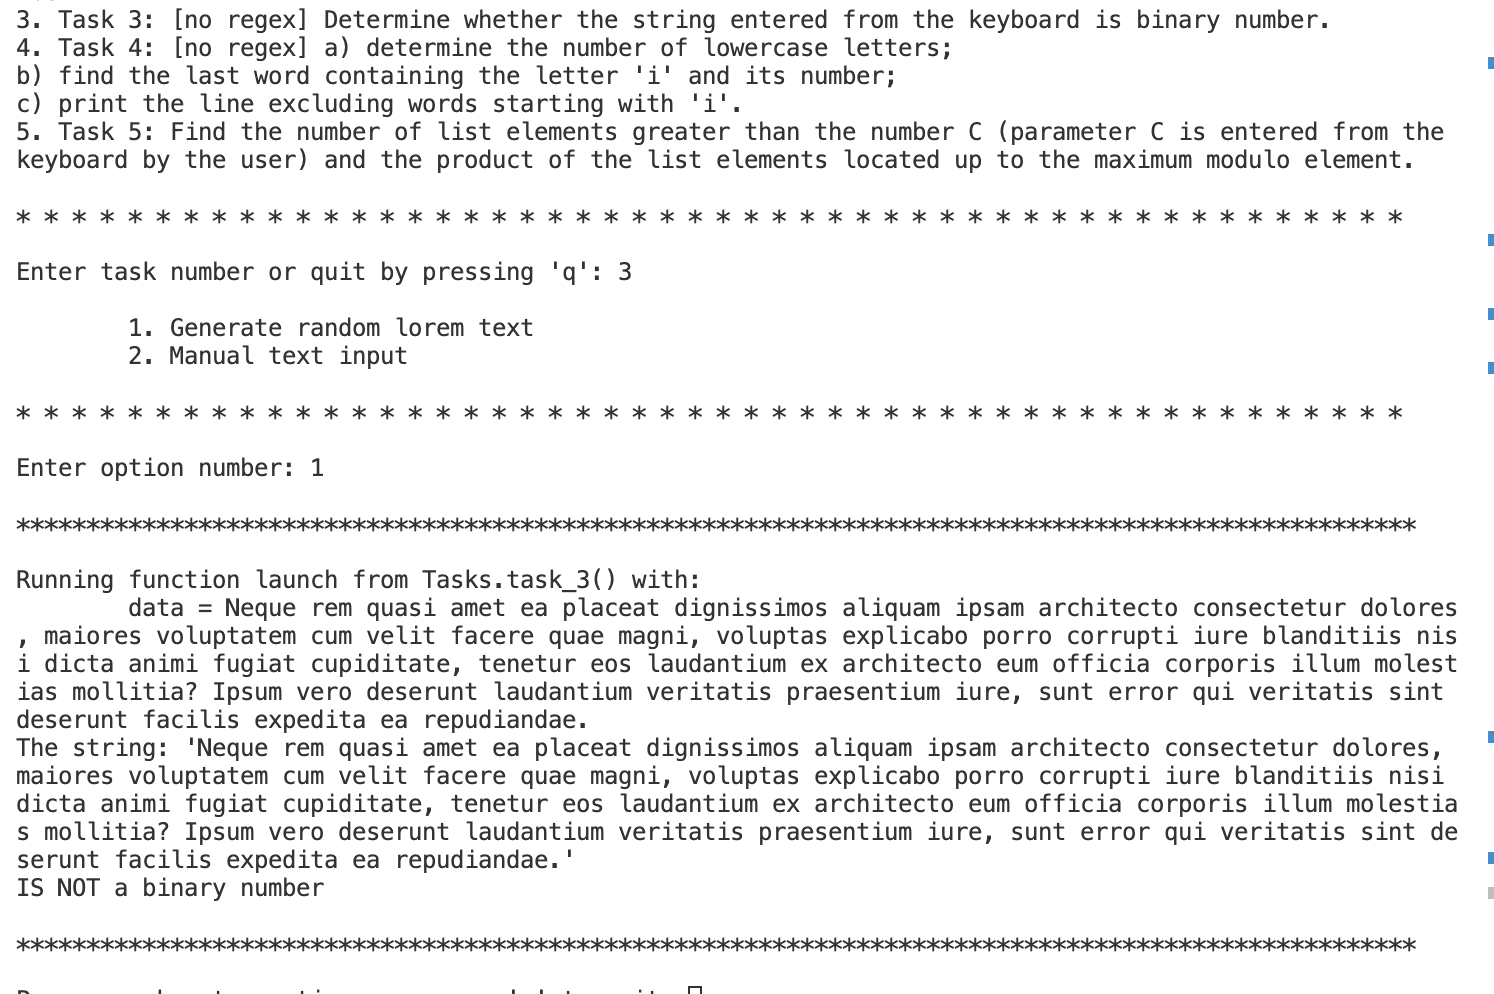 3. Task 3: [no regex] Determine whether the string entered from the keyboard is binary number.
4. Task 4: [no regex] a) determine the number of lowercase letters;
b) find the last word containing the letter 'i' and its number;
c) print the line excluding words starting with 'i'.
5. Task 5: Find the number of list elements greater than the number C (parameter C is entered from the
keyboard by the user) and the product of the list elements located up to the maximum modulo element.
* * * * * * * * * * * * * * * * * * * * * * * * * * * * * * * * * * * * * * * * * * * * * * * * * *
Enter task number or quit by pressing 'q': 3
1. Generate random lorem text
2. Manual text input
* * * * * * * * * * * * * * * * * * * * * * * * * * * * * * * * * * * * * * * * * * * * * * * * * *
Enter option number: 1
****************************************************************************************************
Running function launch from Tasks.task_3() with:
data = Neque rem quasi amet ea placeat dignissimos aliquam ipsam architecto consectetur dolores
, maiores voluptatem cum velit facere quae magni, voluptas explicabo porro corrupti iure blanditiis nis
i dicta animi fugiat cupiditate, tenetur eos laudantium ex architecto eum officia corporis illum molest
ias mollitia? Ipsum vero deserunt laudantium veritatis praesentium iure, sunt error qui veritatis sint
deserunt facilis expedita ea repudiandae.
The string: 'Neque rem quasi amet ea placeat dignissimos aliquam ipsam architecto consectetur dolores,
maiores voluptatem cum velit facere quae magni, voluptas explicabo porro corrupti iure blanditiis nisi
dicta animi fugiat cupiditate, tenetur eos laudantium ex architecto eum officia corporis illum molestia
s mollitia? Ipsum vero deserunt laudantium veritatis praesentium iure, sunt error qui veritatis sint de
serunt facilis expedita ea repudiandae.'
IS NOT a binary number
****************************************************************************************************